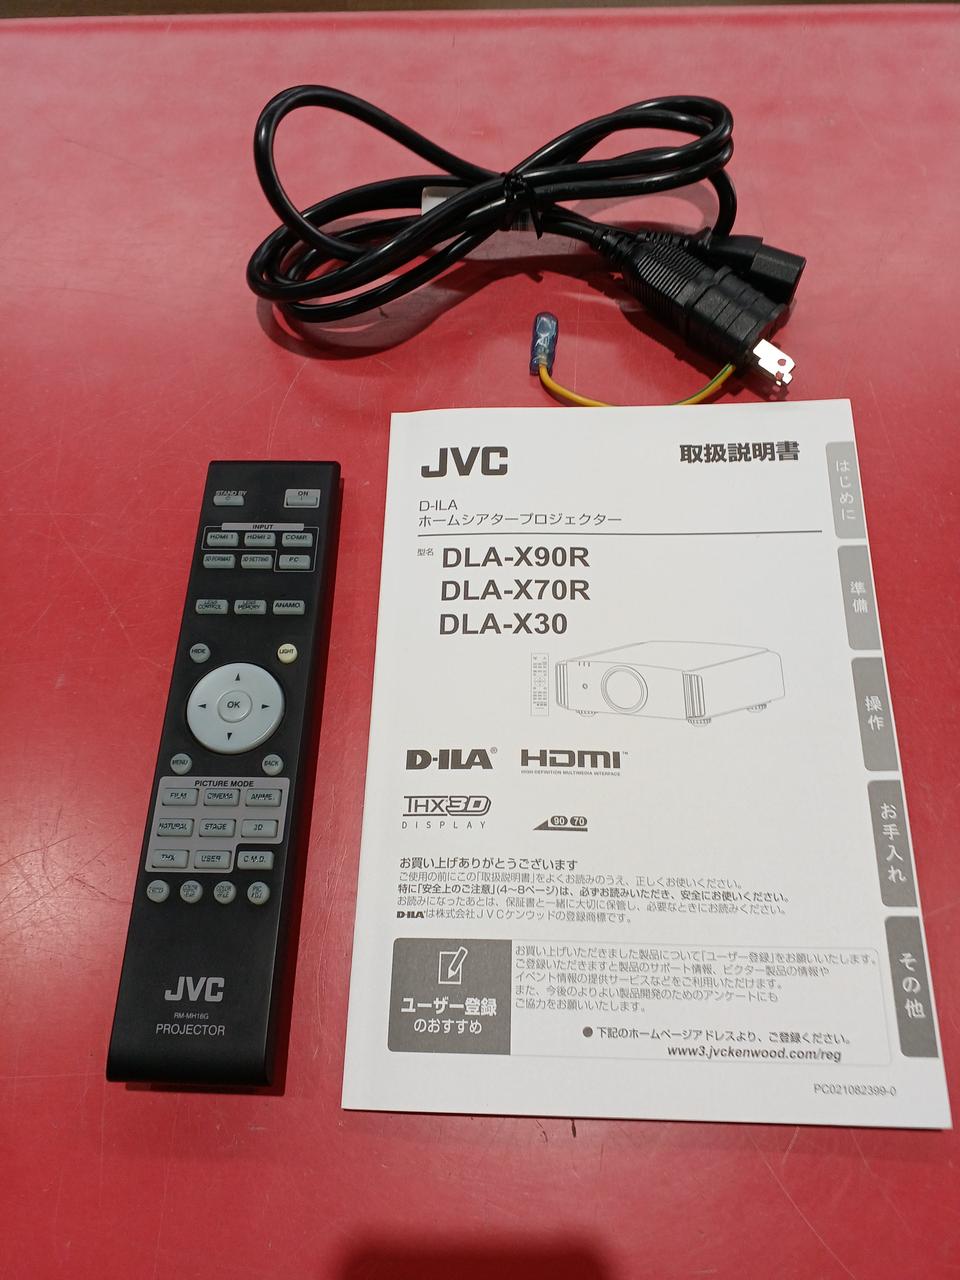 STAND BY
ON
INPUT
HDMI 1 HDMI 2 COMP.
3D FORMAT 3D SETTING PC
LENS CONTROL LENS MEMORY ANAMO.
HIDE
LIGHT
OK
MENU
BACK
PICTURE MODE
FILM CINEMA ANIME
NATURAL STAGE 3D
THX USER C.M.D.
JVC
RM-MH16G
PROJECTOR
JVC
取扱説明書
D-ILA
ホームシアタープロジェクター
型名 DLA-X90R
DLA-X70R
DLA-X30
D-ILA® HDMI™
HIGH-DEFINITION MULTIMEDIA INTERFACE
THX 3D
DISPLAY
90 70
お買い上げありがとうございます
ご使用の前にこの「取扱説明書」をよくお読みのうえ、正しくお使いください。
特に「安全上のご注意」(4～8ページ)は、必ずお読みいただき、安全にお使いください。
お読みになったあとは、保証書と一緒に大切に保管し、必要なときにお読みください。
D-ILAは株式会社JVCケンウッドの登録商標です。
ユーザー登録
のおすすめ
お買い上げいただきました製品について「ユーザー登録」をお願いいたします。
ご登録いただきますと製品のサポート情報、ビクター製品の情報や
イベント情報の提供サービスなどをご利用いただけます。
また、今後のよりよい製品開発のためのアンケートにも
ご協力をお願いいたします。
●下記のホームページアドレスより、ご登録ください。
www3.jvckenwood.com/reg
PC021082399-0
はじめに
準備
操作
お手入れ
その他